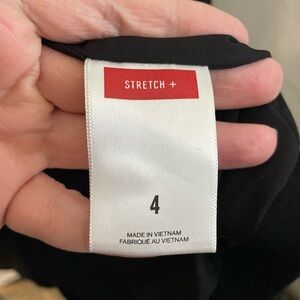 STRETCH +
4
MADE IN VIETNAM
FABRIQUÉ AU VIETNAM